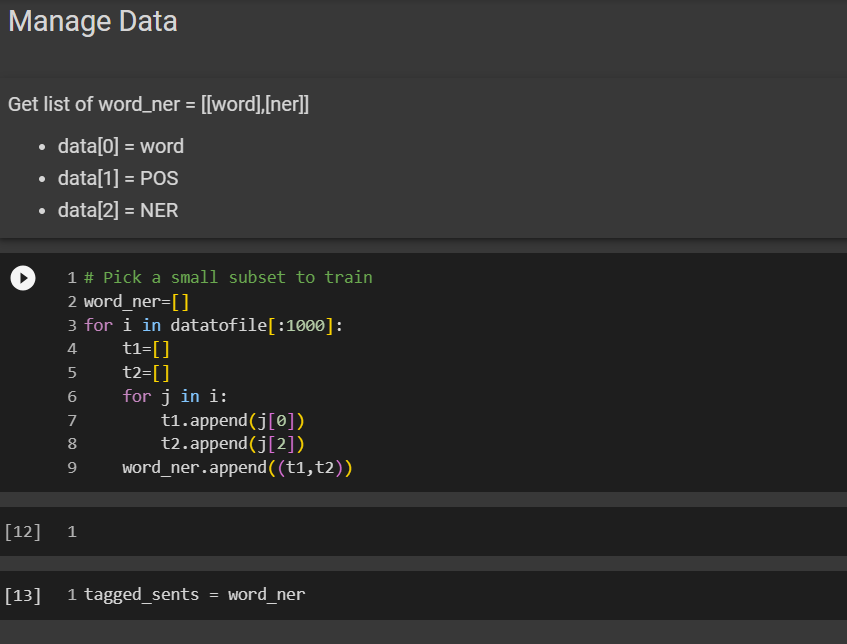 Manage Data
Get list of word_ner = [[word],[ner]]
• data[0] = word
• data[1] = POS
• data[2] = NER
1 # Pick a small subset to train
2 word_ner=[]
3 for i in datatofile[:1000]:
4     t1=[]
5     t2=[]
6     for j in i:
7         t1.append(j[0])
8         t2.append(j[2])
9     word_ner.append((t1,t2))
[12] 1
[13] 1 tagged_sents = word_ner